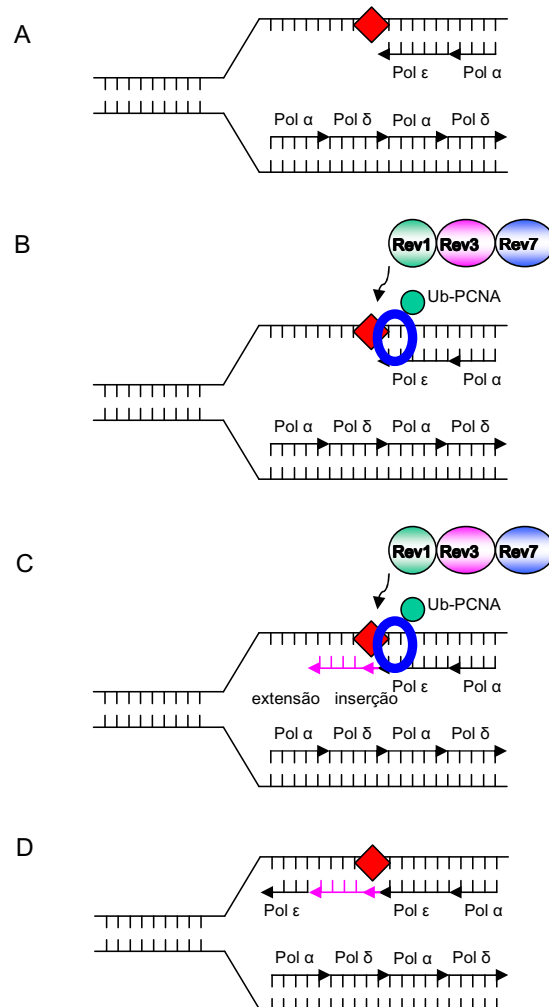 A
Pol ε Pol α
Pol α Pol δ Pol α Pol δ
B
Rev1 Rev3 Rev7
Ub-PCNA
Pol ε Pol α
Pol α Pol δ Pol α Pol δ
C
Rev1 Rev3 Rev7
Ub-PCNA
extensão inserção Pol ε Pol α
Pol α Pol δ Pol α Pol δ
D
Pol ε Pol ε Pol α
Pol α Pol δ Pol α Pol δ